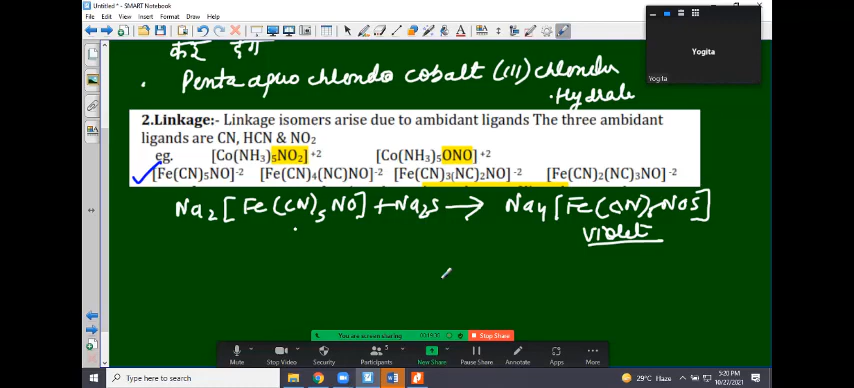 Untitled * - SMART Notebook
File Edit View Insert Format Draw Help
Yogita
Yogita
. Penta aquo chlorido cobalt (III) chloride
.Hydrate
2.Linkage:- Linkage isomers arise due to ambidant ligands The three ambidant
ligands are CN, HCN & NO2
eg. [Co(NH3)5NO2]+2 [Co(NH3)5ONO]+2
[Fe(CN)5NO]-2 [Fe(CN)4(NC)NO]-2 [Fe(CN)3(NC)2NO]-2 [Fe(CN)2(NC)3NO]-2
Na2[Fe(CN)5NO]+Na2S → Na4[Fe(CN)5NOS]
Violet
You are screen sharing Stop Share
5
Mute Stop Video Security Participants New Share Pause Share Annotate Apps More
Type here to search
29°C Haze
5:20 PM
10/27/2021